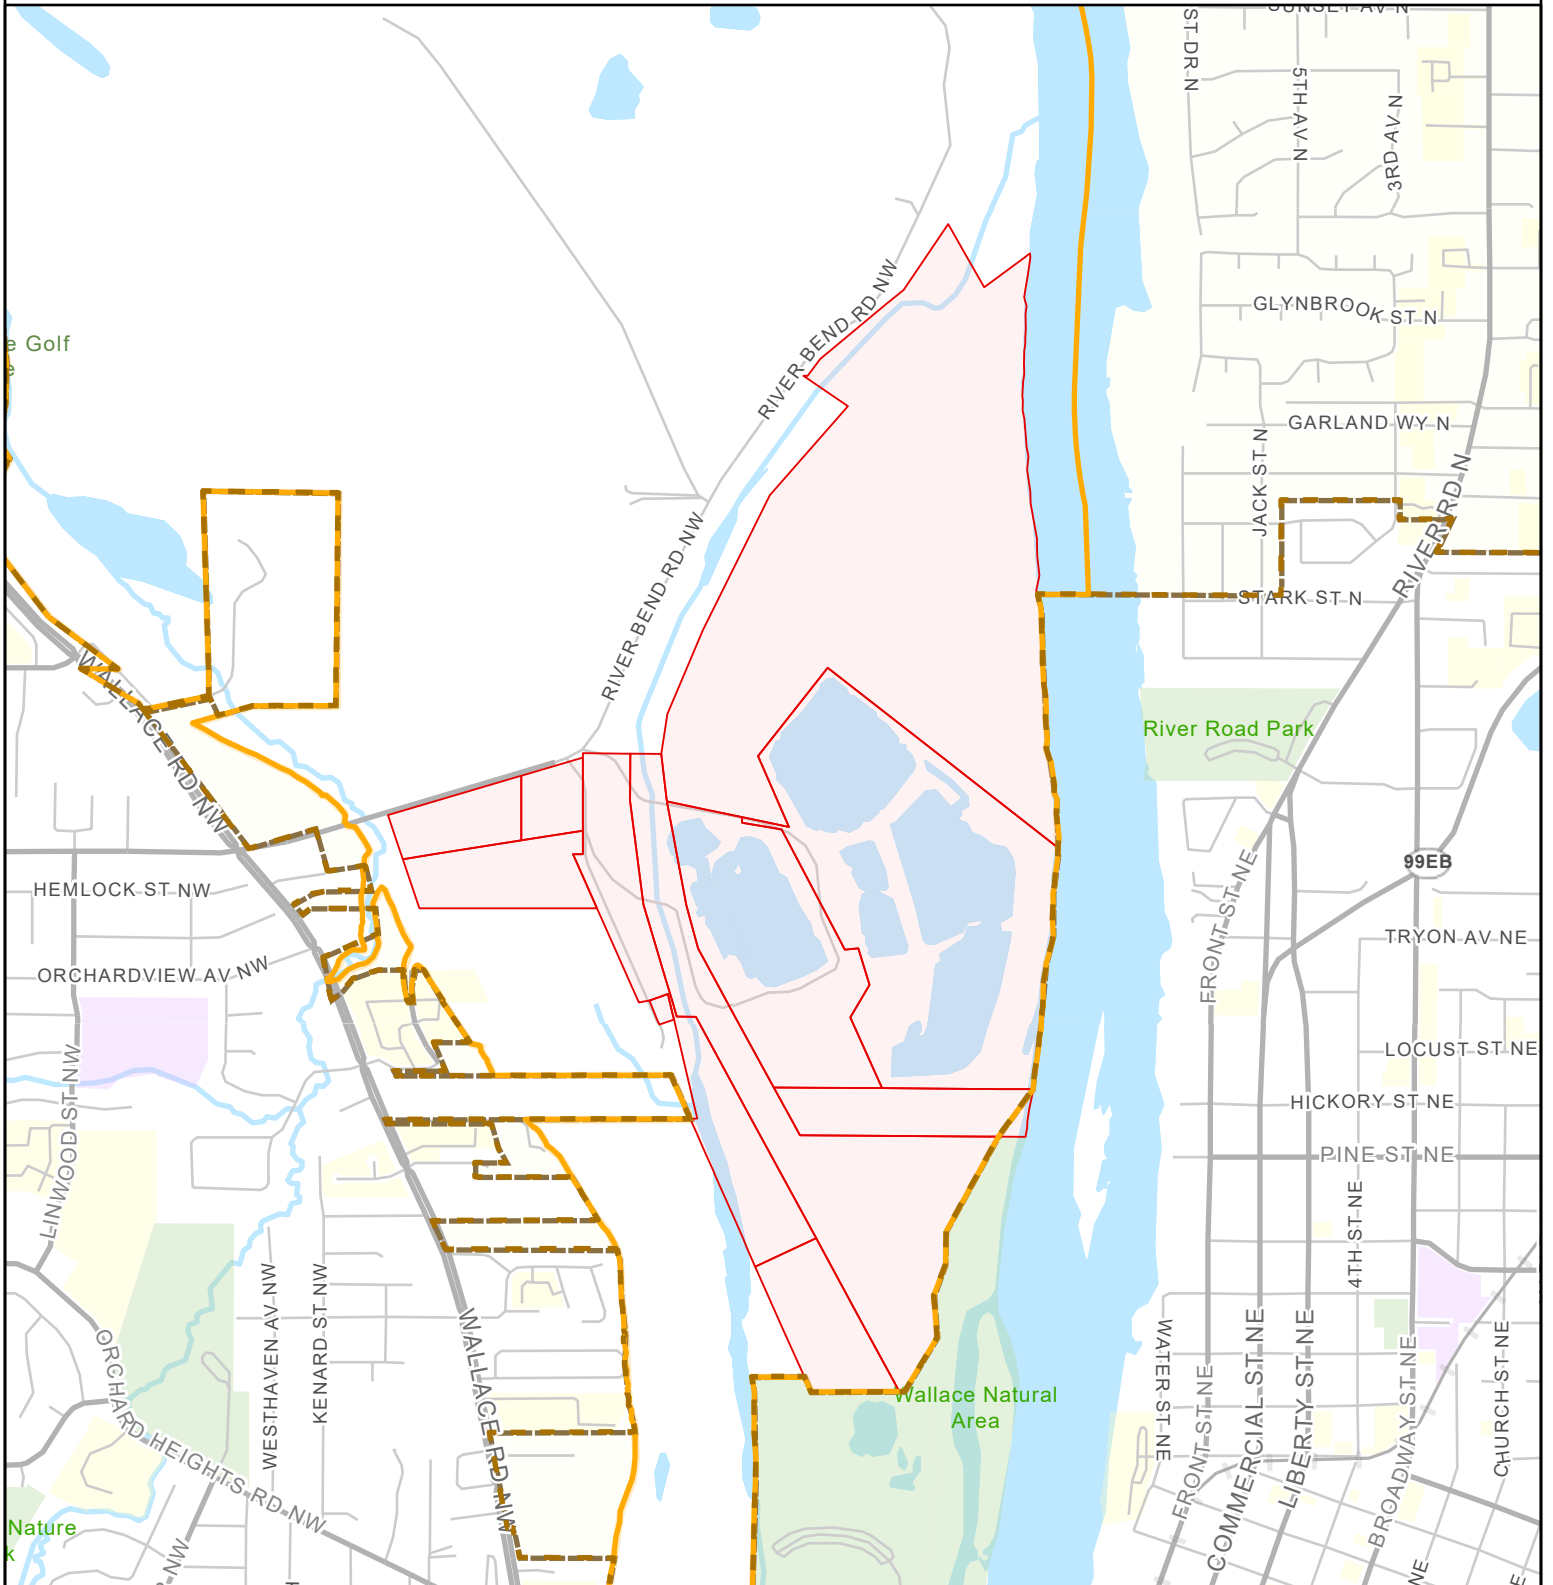 SUNSET AV N
ST DR N
5TH AV N
3RD AV N
RIVER BEND RD NW
GLYNBROOK ST N
e Golf
e
GARLAND WY N
JACK ST N
RIVER RD N
RIVER BEND RD NW
STARK ST N
WALLACE RD NW
River Road Park
99EB
HEMLOCK ST NW
FRONT ST NE
TRYON AV NE
ORCHARDVIEW AV NW
LOCUST ST NE
LINWOOD ST NW
HICKORY ST NE
PINE ST NE
4TH ST NE
WESTHAVEN AV NW
KENARD ST NW
WALLACE RD NW
ORCHARD HEIGHTS RD NW
Wallace Natural
Area
WATER ST NE
FRONT ST NE
COMMERCIAL ST NE
LIBERTY ST NE
BROADWAY ST NE
CHURCH ST NE
Nature
k
NW
NE